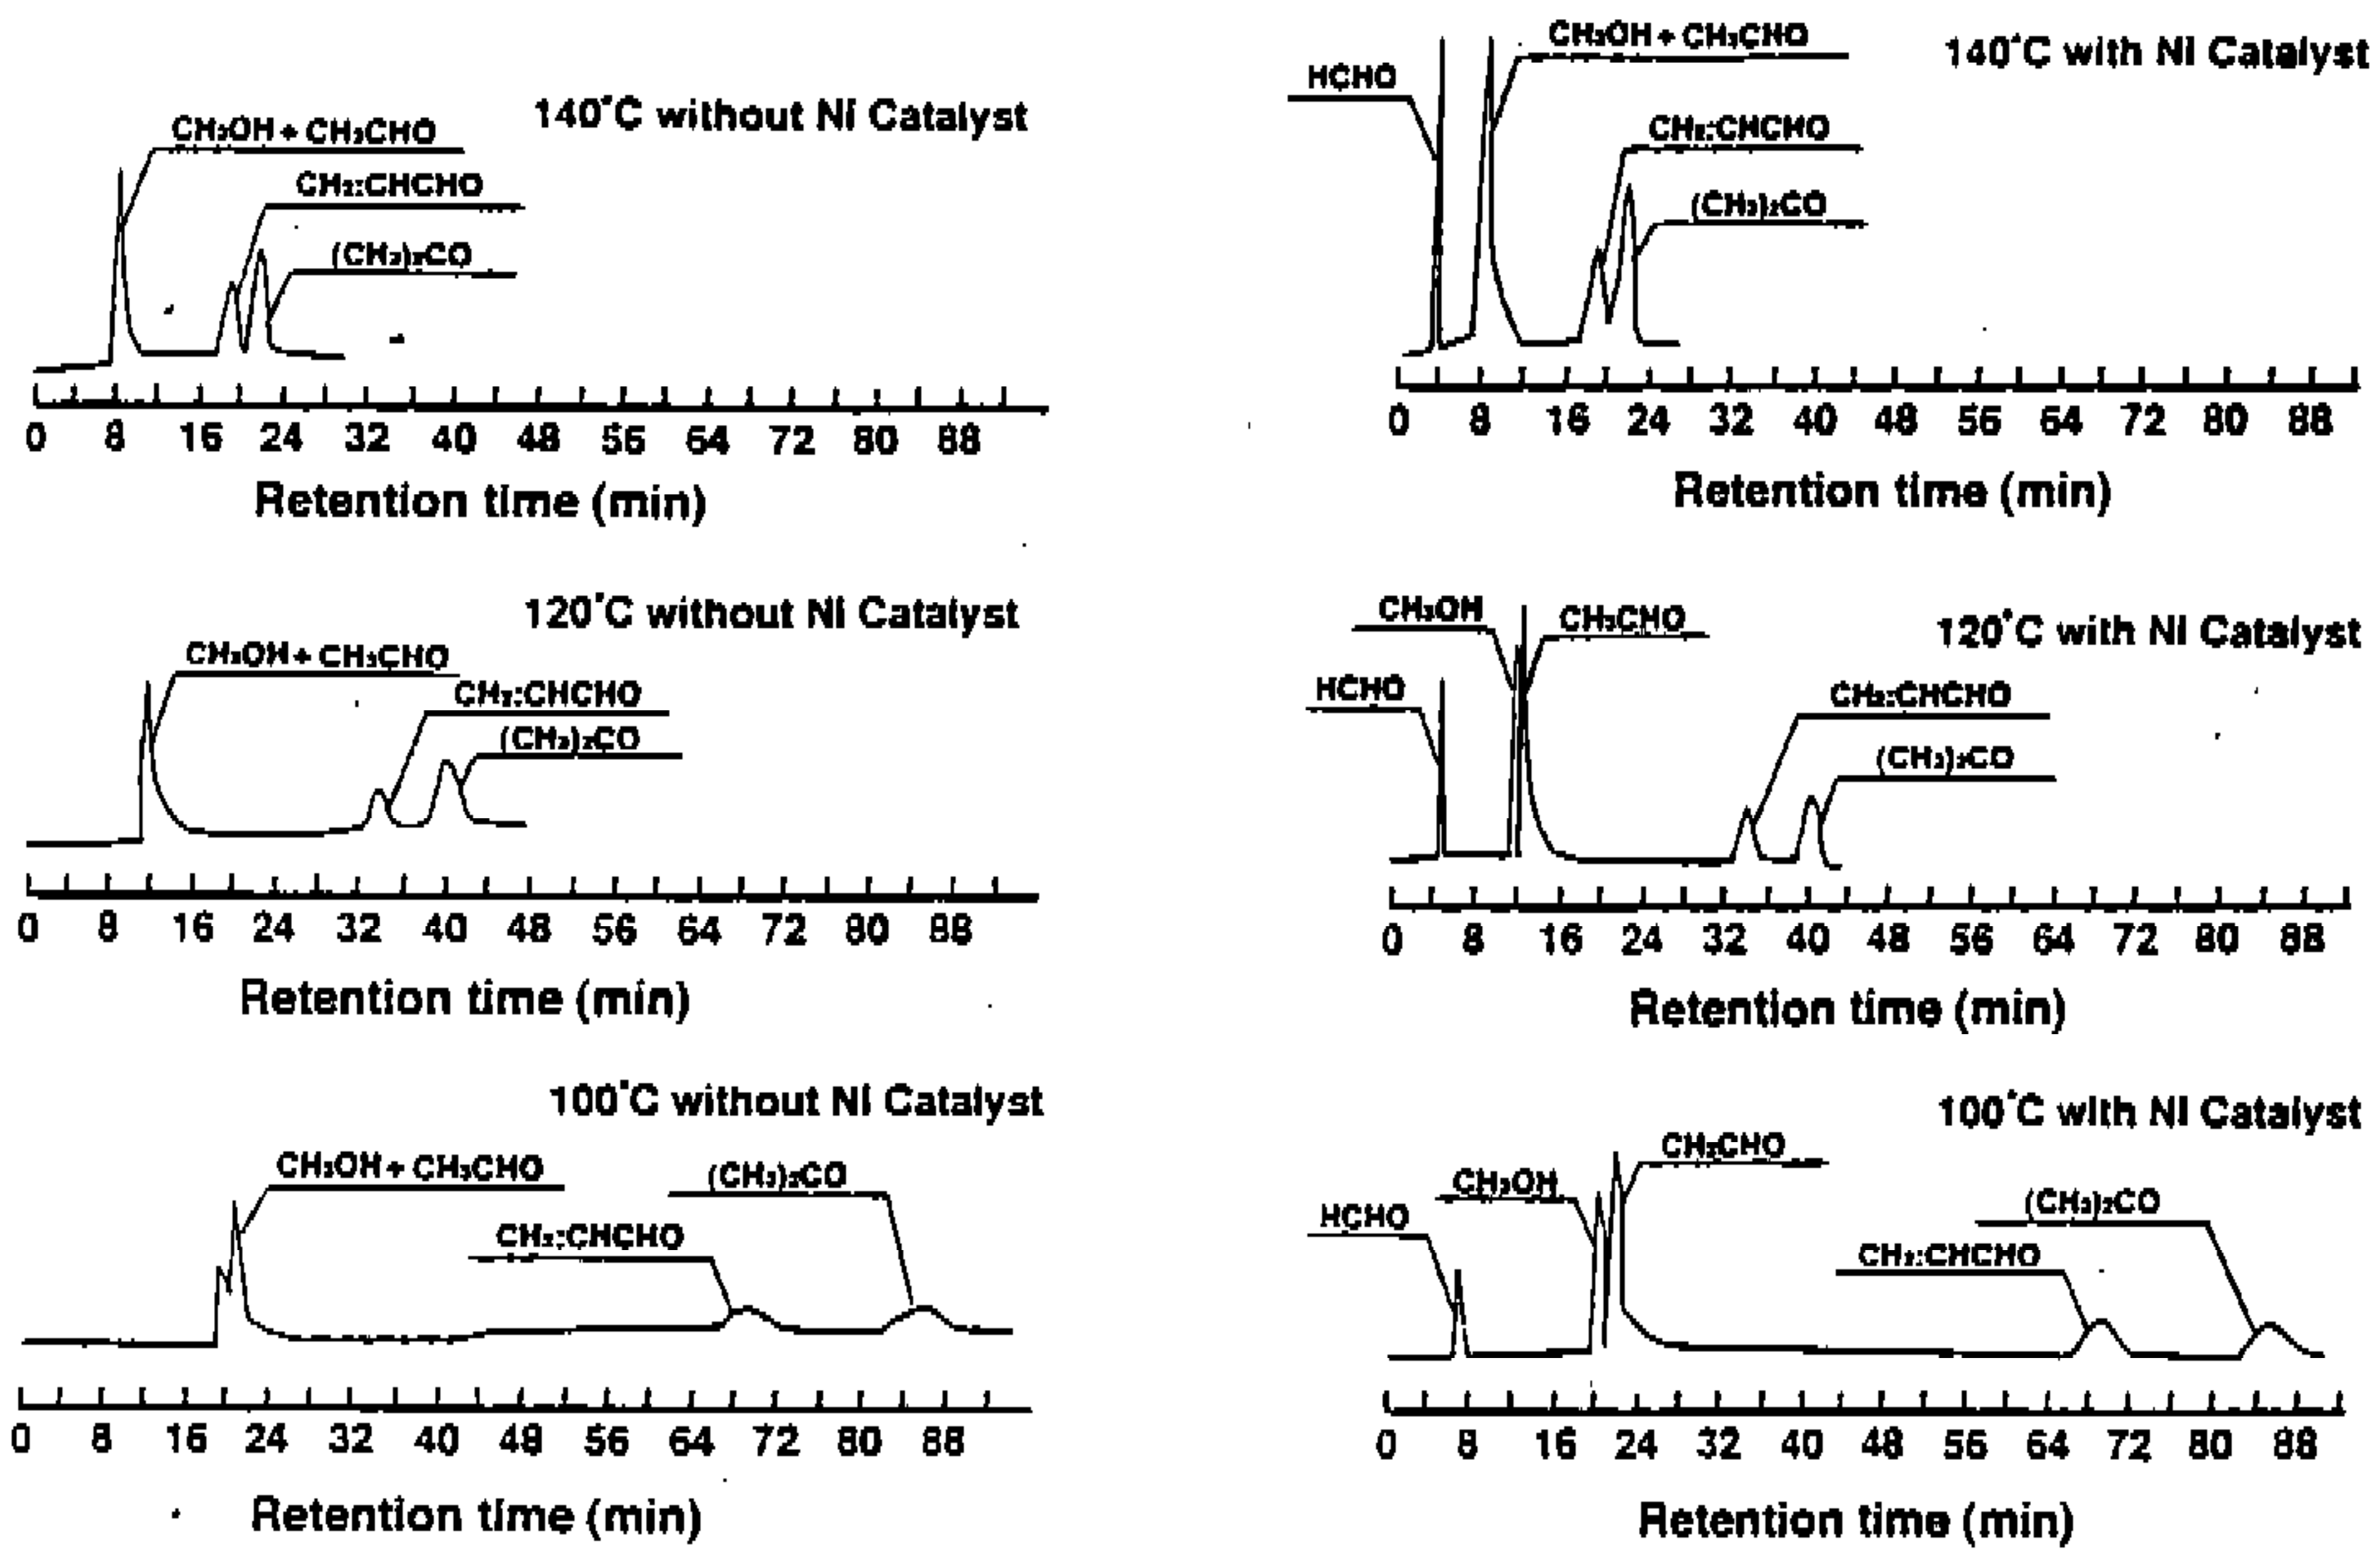 140°C without Ni Catalyst
CH₃OH + CH₃CHO
CH₂:CHCHO
(CH₃)₂CO
0 8 16 24 32 40 48 56 64 72 80 88
Retention time (min)
140°C with Ni Catalyst
HCHO
CH₃OH + CH₃CHO
CH₂:CHCHO
(CH₃)₂CO
0 8 16 24 32 40 48 56 64 72 80 88
Retention time (min)
120°C without Ni Catalyst
CH₃OH + CH₃CHO
CH₂:CHCHO
(CH₃)₂CO
0 8 16 24 32 40 48 56 64 72 80 88
Retention time (min)
120°C with Ni Catalyst
CH₃OH
CH₃CHO
HCHO
CH₂:CHCHO
(CH₃)₂CO
0 8 16 24 32 40 48 56 64 72 80 88
Retention time (min)
100°C without Ni Catalyst
CH₃OH + CH₃CHO
(CH₃)₂CO
CH₂:CHCHO
0 8 16 24 32 40 48 56 64 72 80 88
Retention time (min)
100°C with Ni Catalyst
CH₃CHO
CH₃OH
HCHO
(CH₃)₂CO
CH₂:CHCHO
0 8 16 24 32 40 48 56 64 72 80 88
Retention time (min)